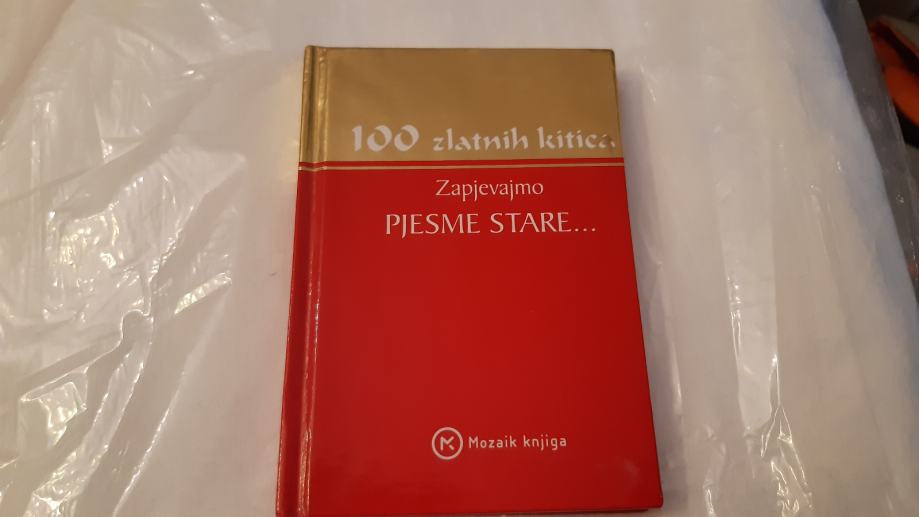 100 zlatnih kitica
Zapjevajmo
PJESME STARE...
Mozaik knjiga